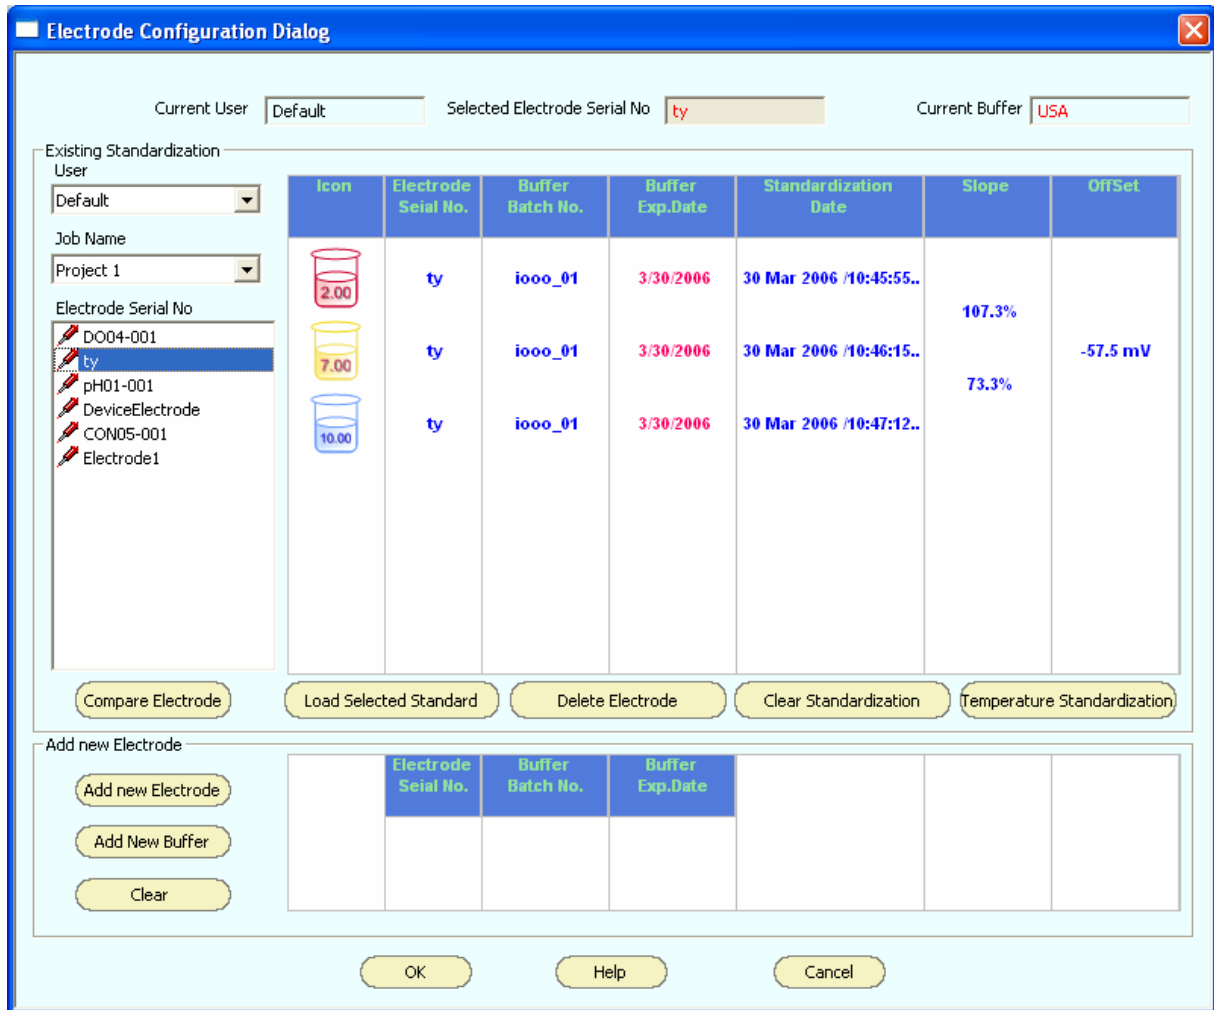 Electrode Configuration Dialog
Current User Default Selected Electrode Serial No ty Current Buffer USA
Existing Standardization
User
Default
Job Name
Project 1
Electrode Serial No
DO04-001
ty
pH01-001
DeviceElectrode
CON05-001
Electrode1
Icon Electrode Buffer Buffer Standardization Slope OffSet
Seial No. Batch No. Exp.Date Date
2.00 ty iooo_01 3/30/2006 30 Mar 2006 /10:45:55..
107.3%
7.00 ty iooo_01 3/30/2006 30 Mar 2006 /10:46:15.. -57.5 mV
73.3%
10.00 ty iooo_01 3/30/2006 30 Mar 2006 /10:47:12..
Compare Electrode Load Selected Standard Delete Electrode Clear Standardization Temperature Standardization
Add new Electrode
Add new Electrode
Add New Buffer
Clear
Electrode Buffer Buffer
Seial No. Batch No. Exp.Date
OK Help Cancel